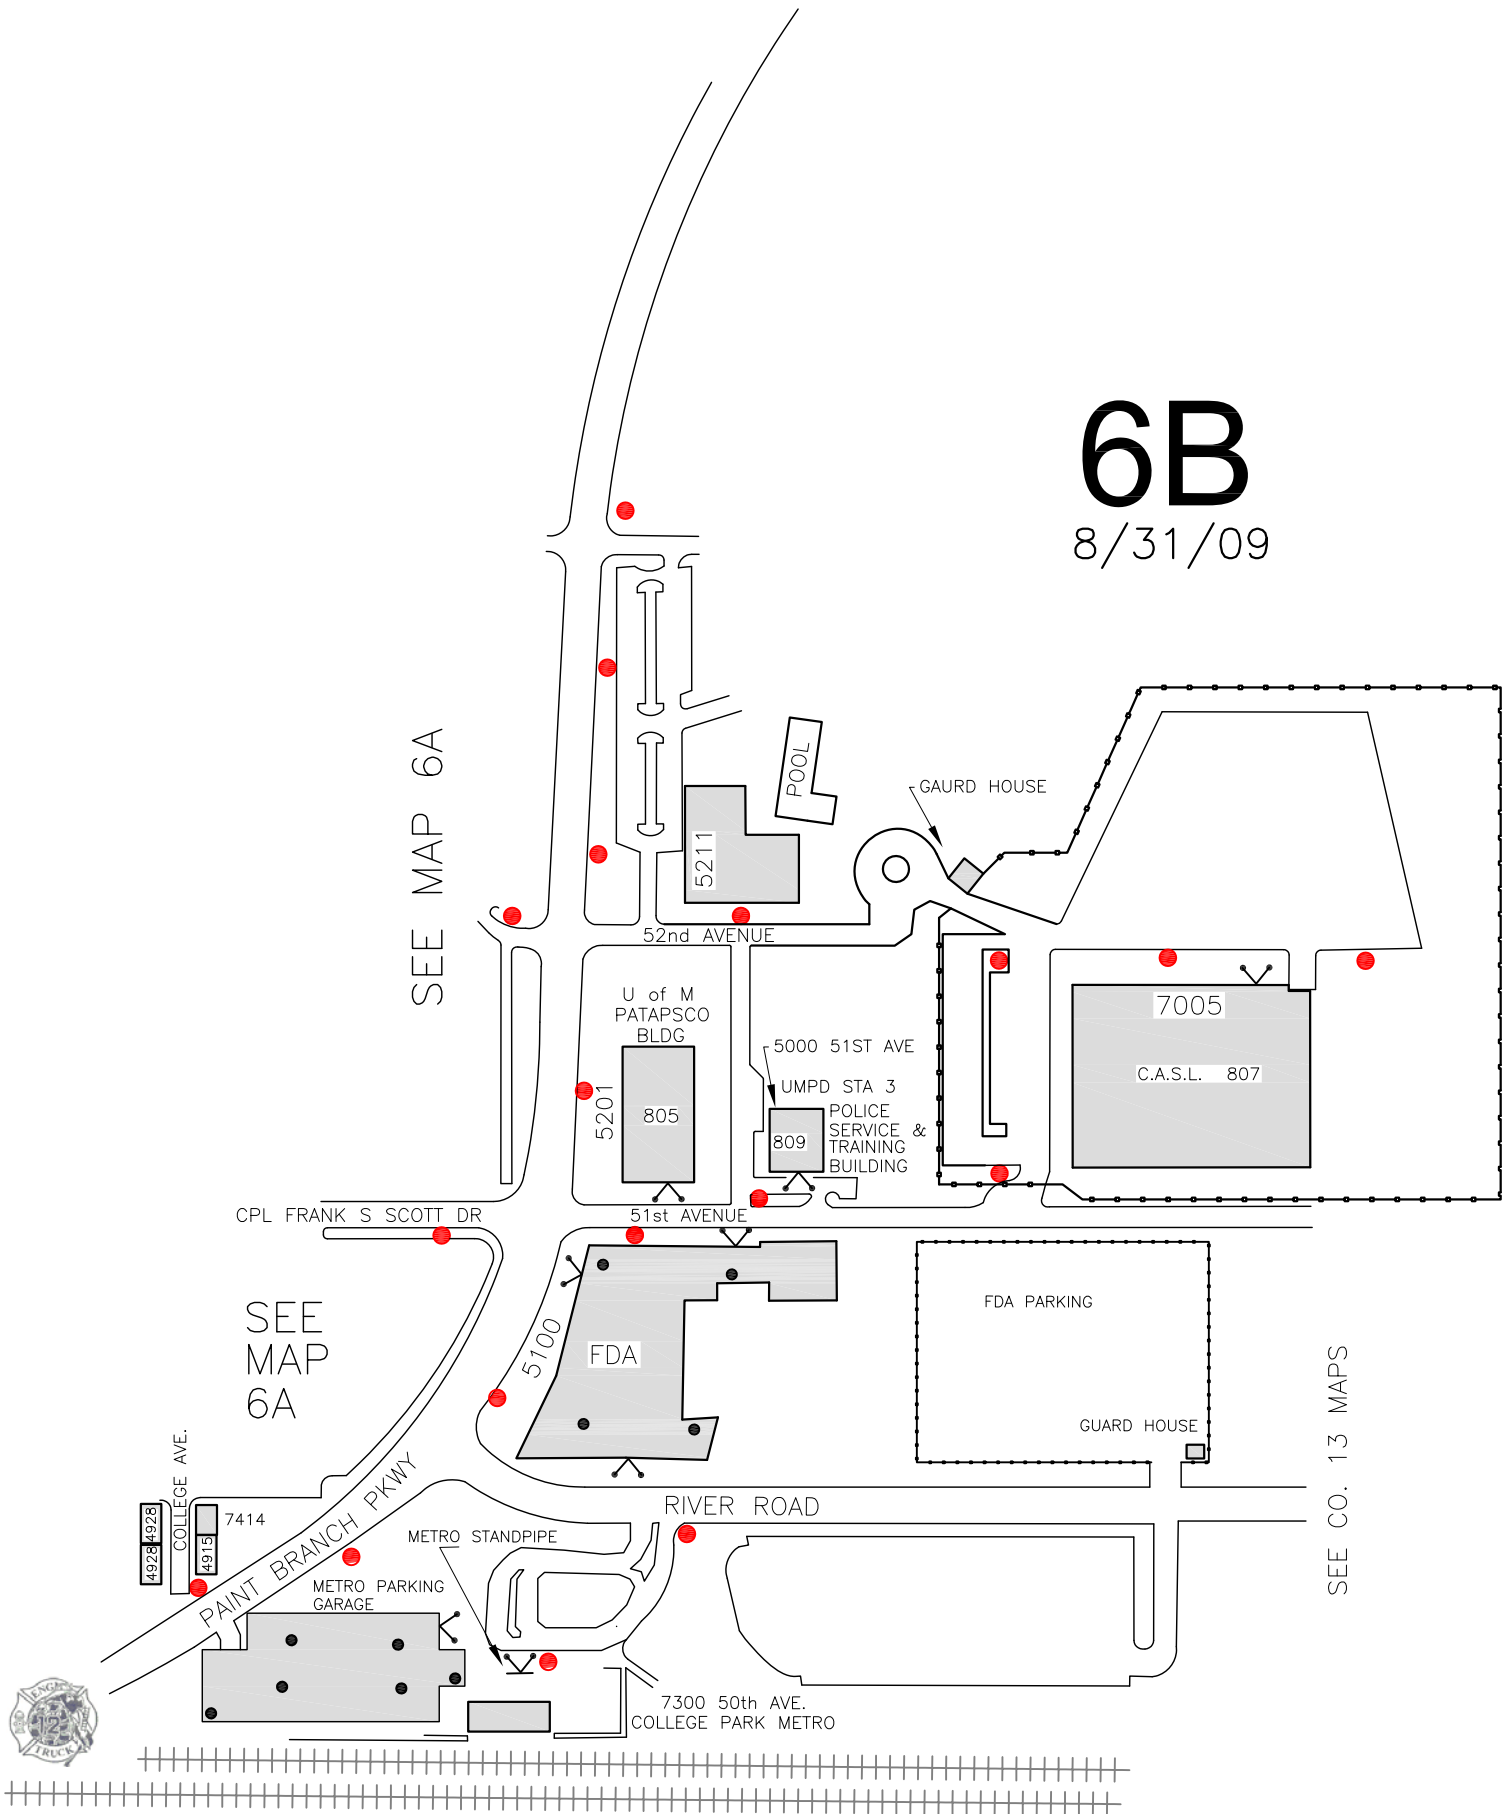 6B
8/31/09
SEE MAP 6A
POOL
GAURD HOUSE
5211
52nd AVENUE
U of M
PATAPSCO
BLDG
5201
805
7005
C.A.S.L. 807
5000 51ST AVE
UMPD STA 3
POLICE
SERVICE &
TRAINING
BUILDING
809
CPL FRANK S SCOTT DR
51st AVENUE
SEE
MAP
6A
5100
FDA
FDA PARKING
GUARD HOUSE
SEE CO. 13 MAPS
COLLEGE AVE.
4928
4928
7414
4915
PAINT BRANCH PKWY
RIVER ROAD
METRO STANDPIPE
METRO PARKING
GARAGE
7300 50th AVE.
COLLEGE PARK METRO
12
TRUCK